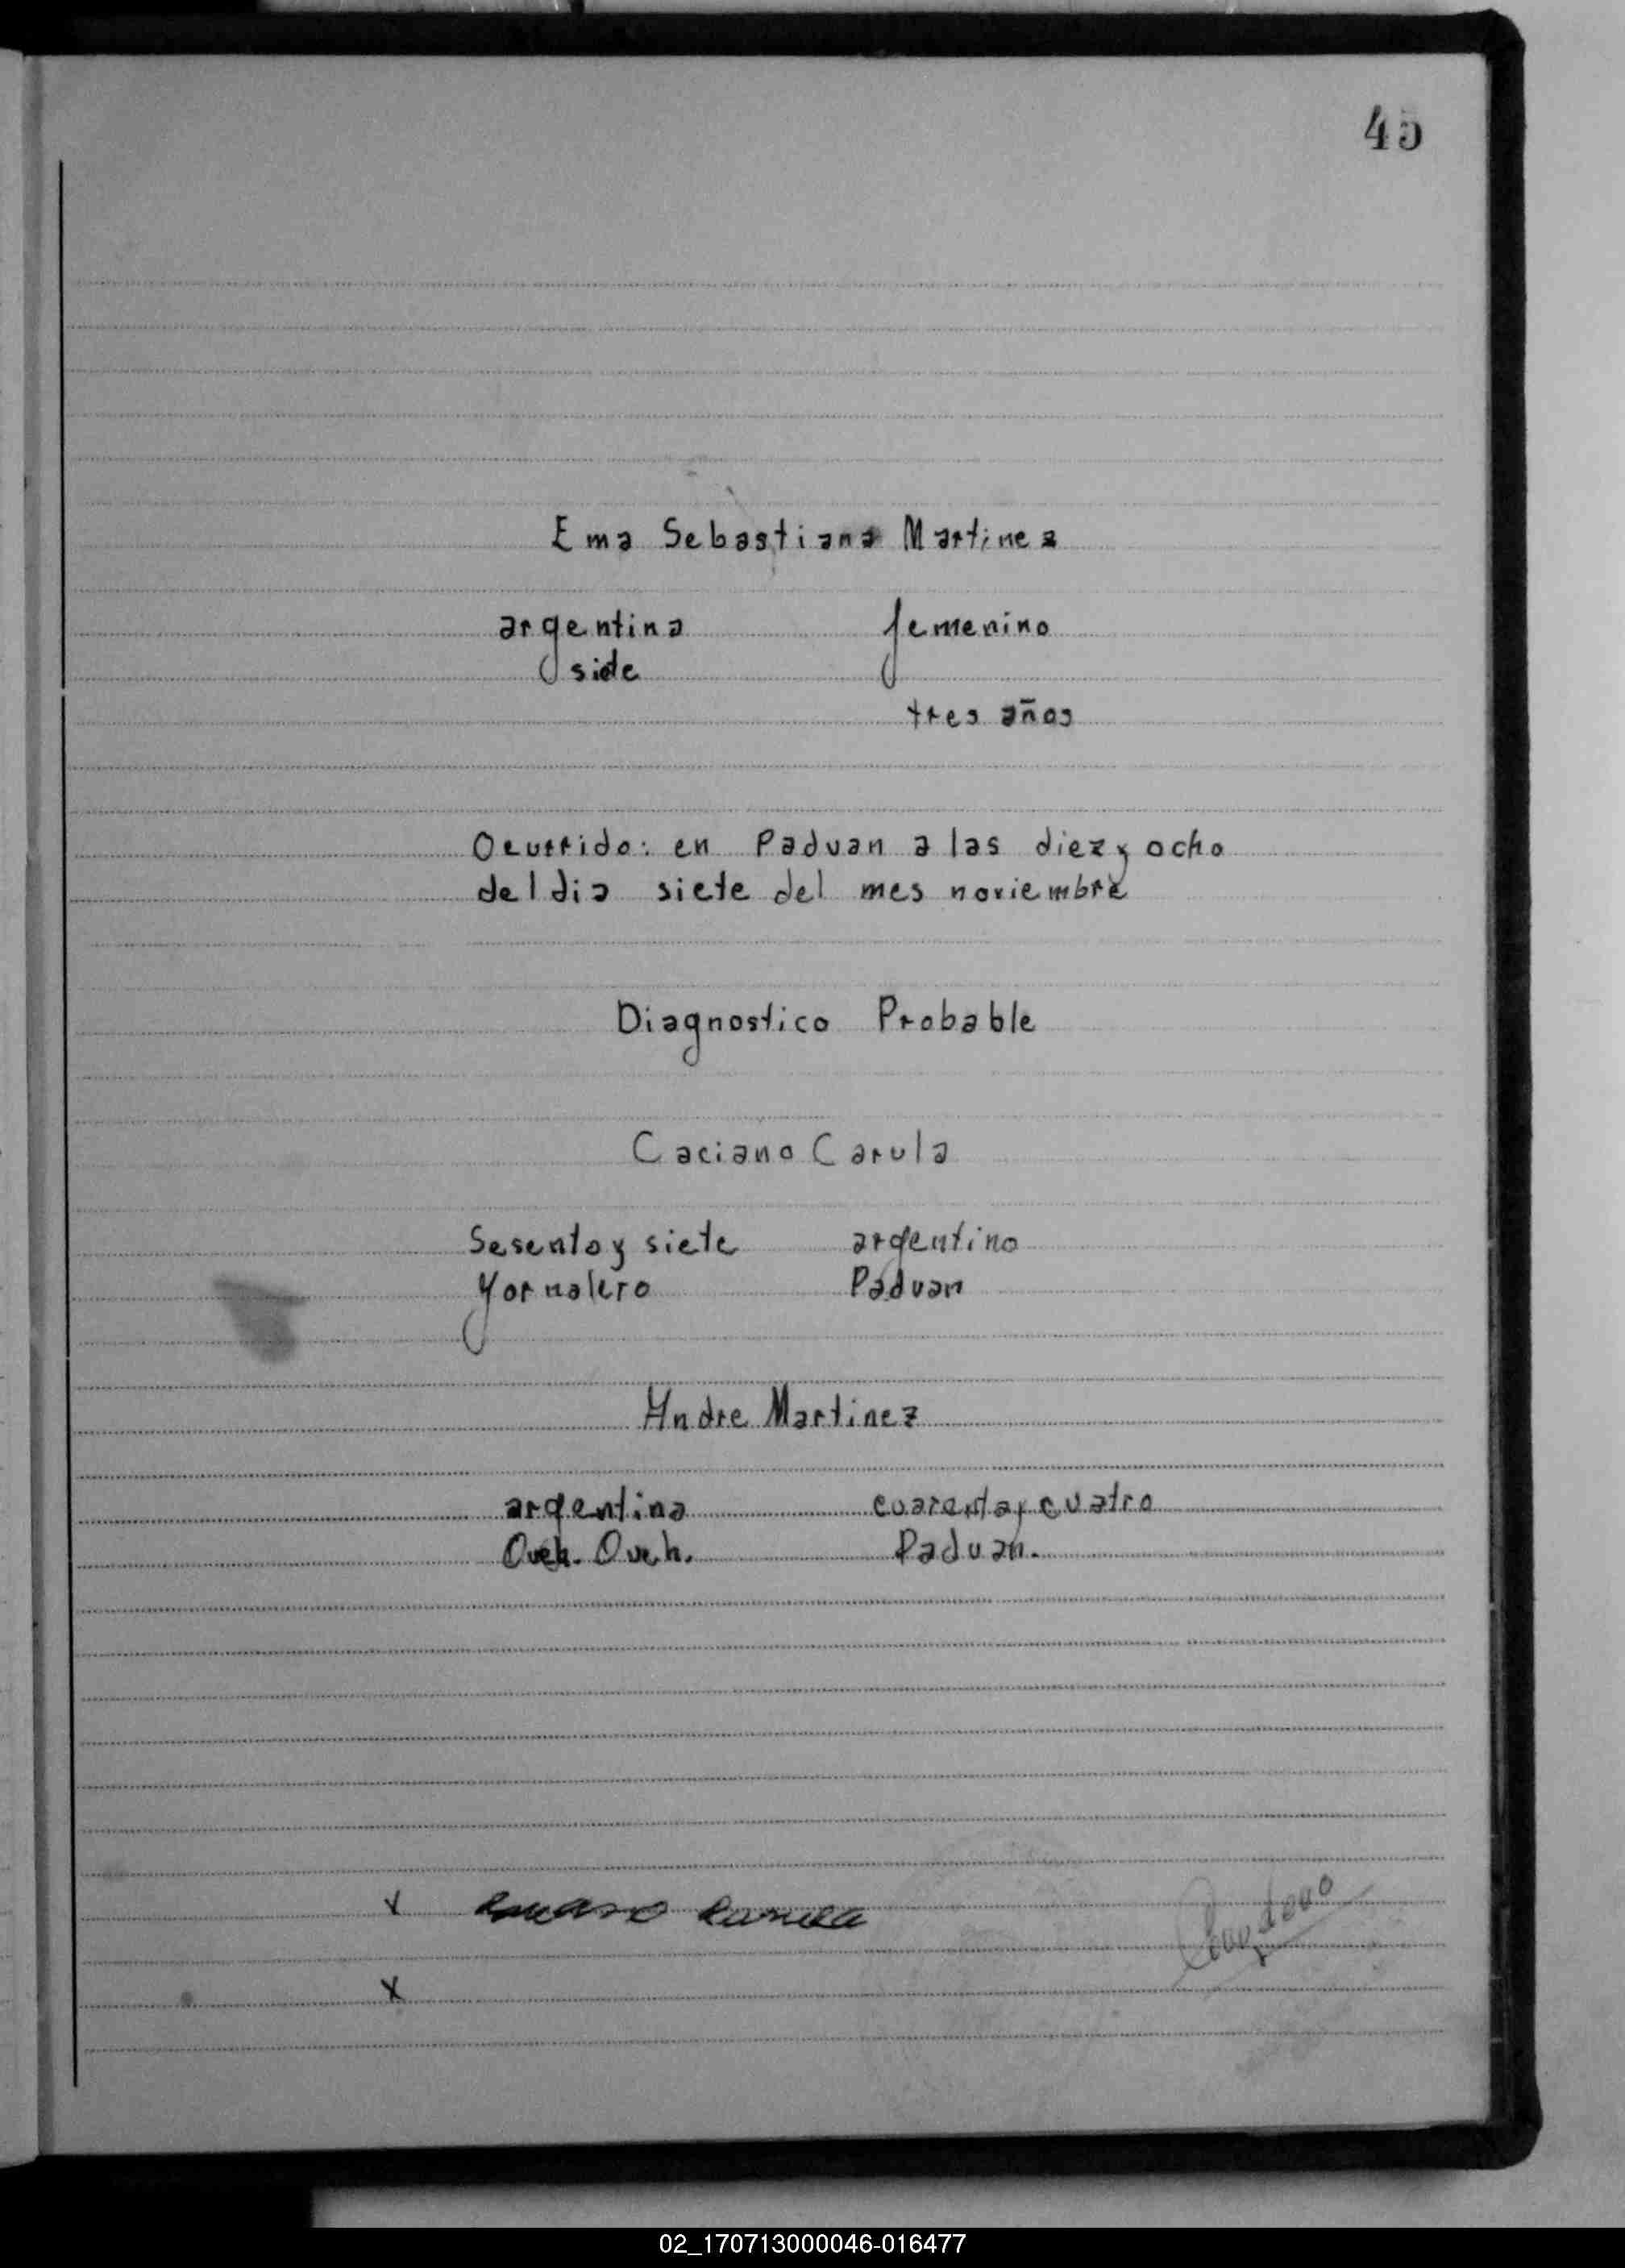 45
Ema Sebastiana Martinez
argentina femenino
side
tres años
Ocurrido: en Paduan a las diez y ocho
del dia siete del mes noviembre
Diagnostico Probable
Caciano Carula
Sesenta y siete argentino
Yornalero Paduan
Andre Martinez
argentina cuarenta y cuatro
Oueh. Oueh. Paduan.
x
x
02_170713000046-016477